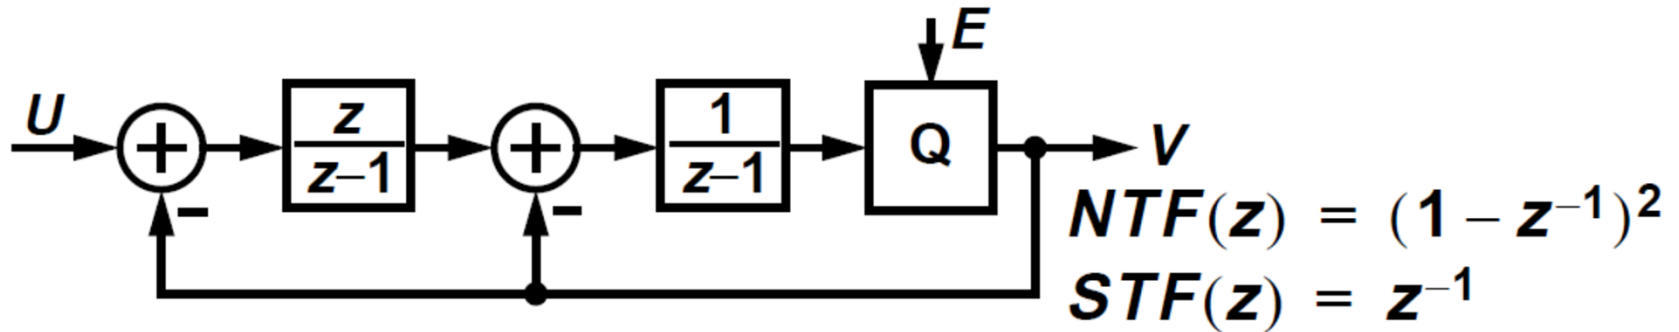 E
U
+
z
z–1
+
1
z–1
Q
V
–
–
NTF(z) = (1 – z⁻¹)²
STF(z) = z⁻¹